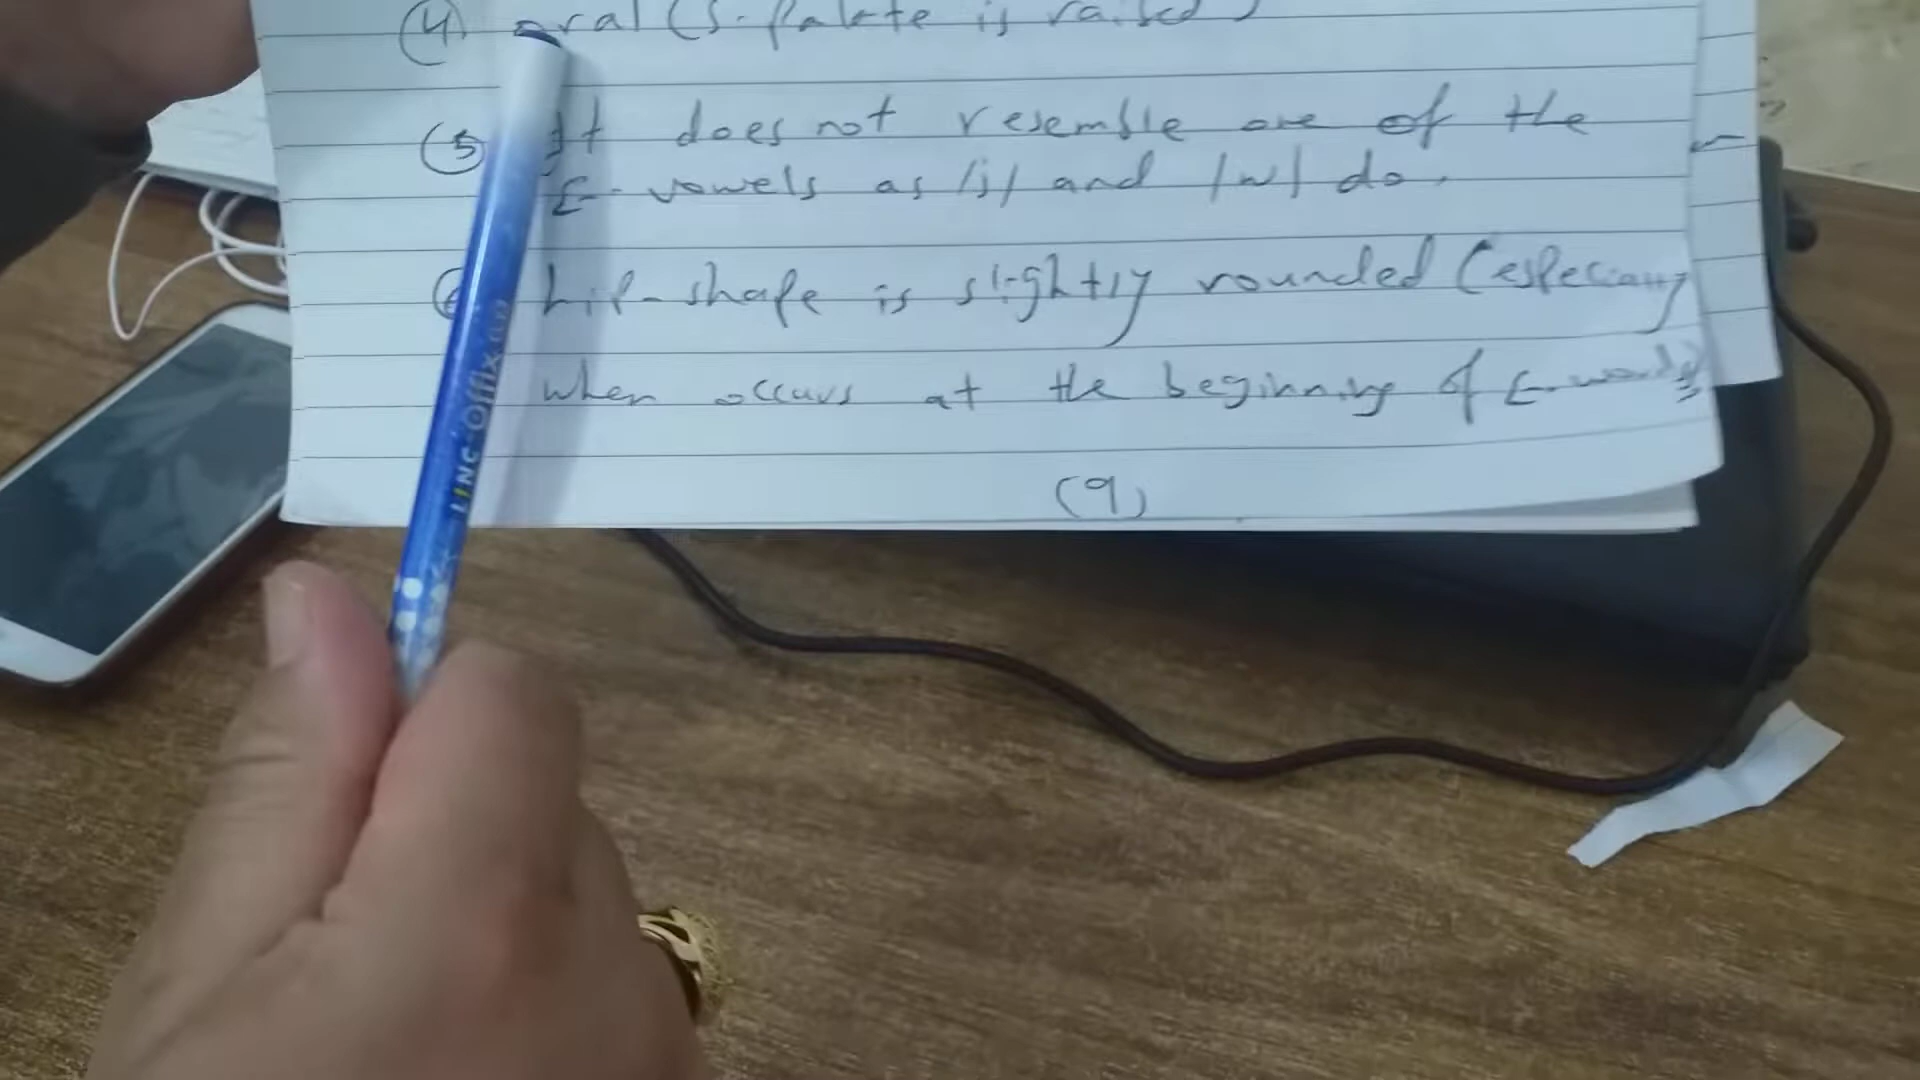 (4) oral (s. palate is raised)
(5) It does not resemble one of the
E. vowels as /j/ and /w/ do.
(6) Lip-shape is slightly rounded (especially
when occurs at the beginning of E. words)
(9)
LINC Offix